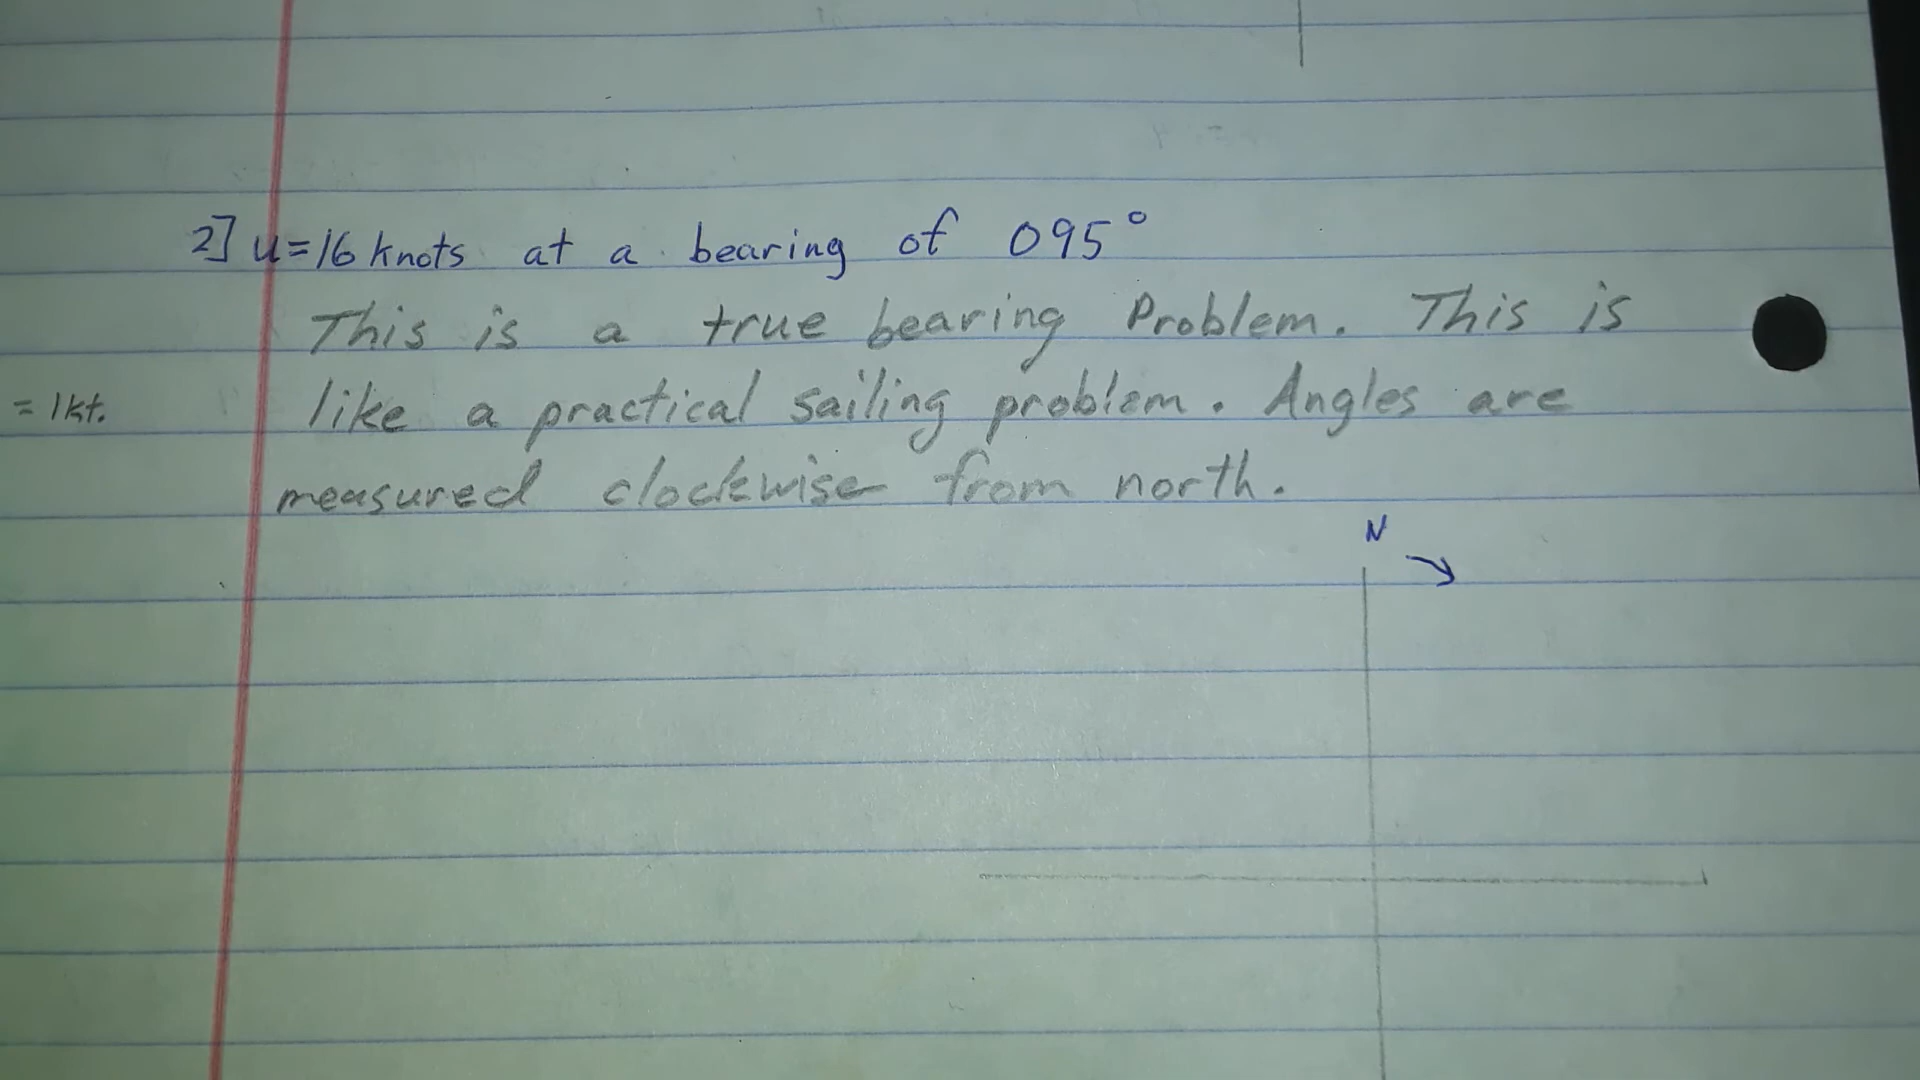 2] u=16 knots at a bearing of 095°
This is a true bearing Problem. This is
like a practical sailing problem. Angles are
= 1kt.
measured clockwise from north.
N